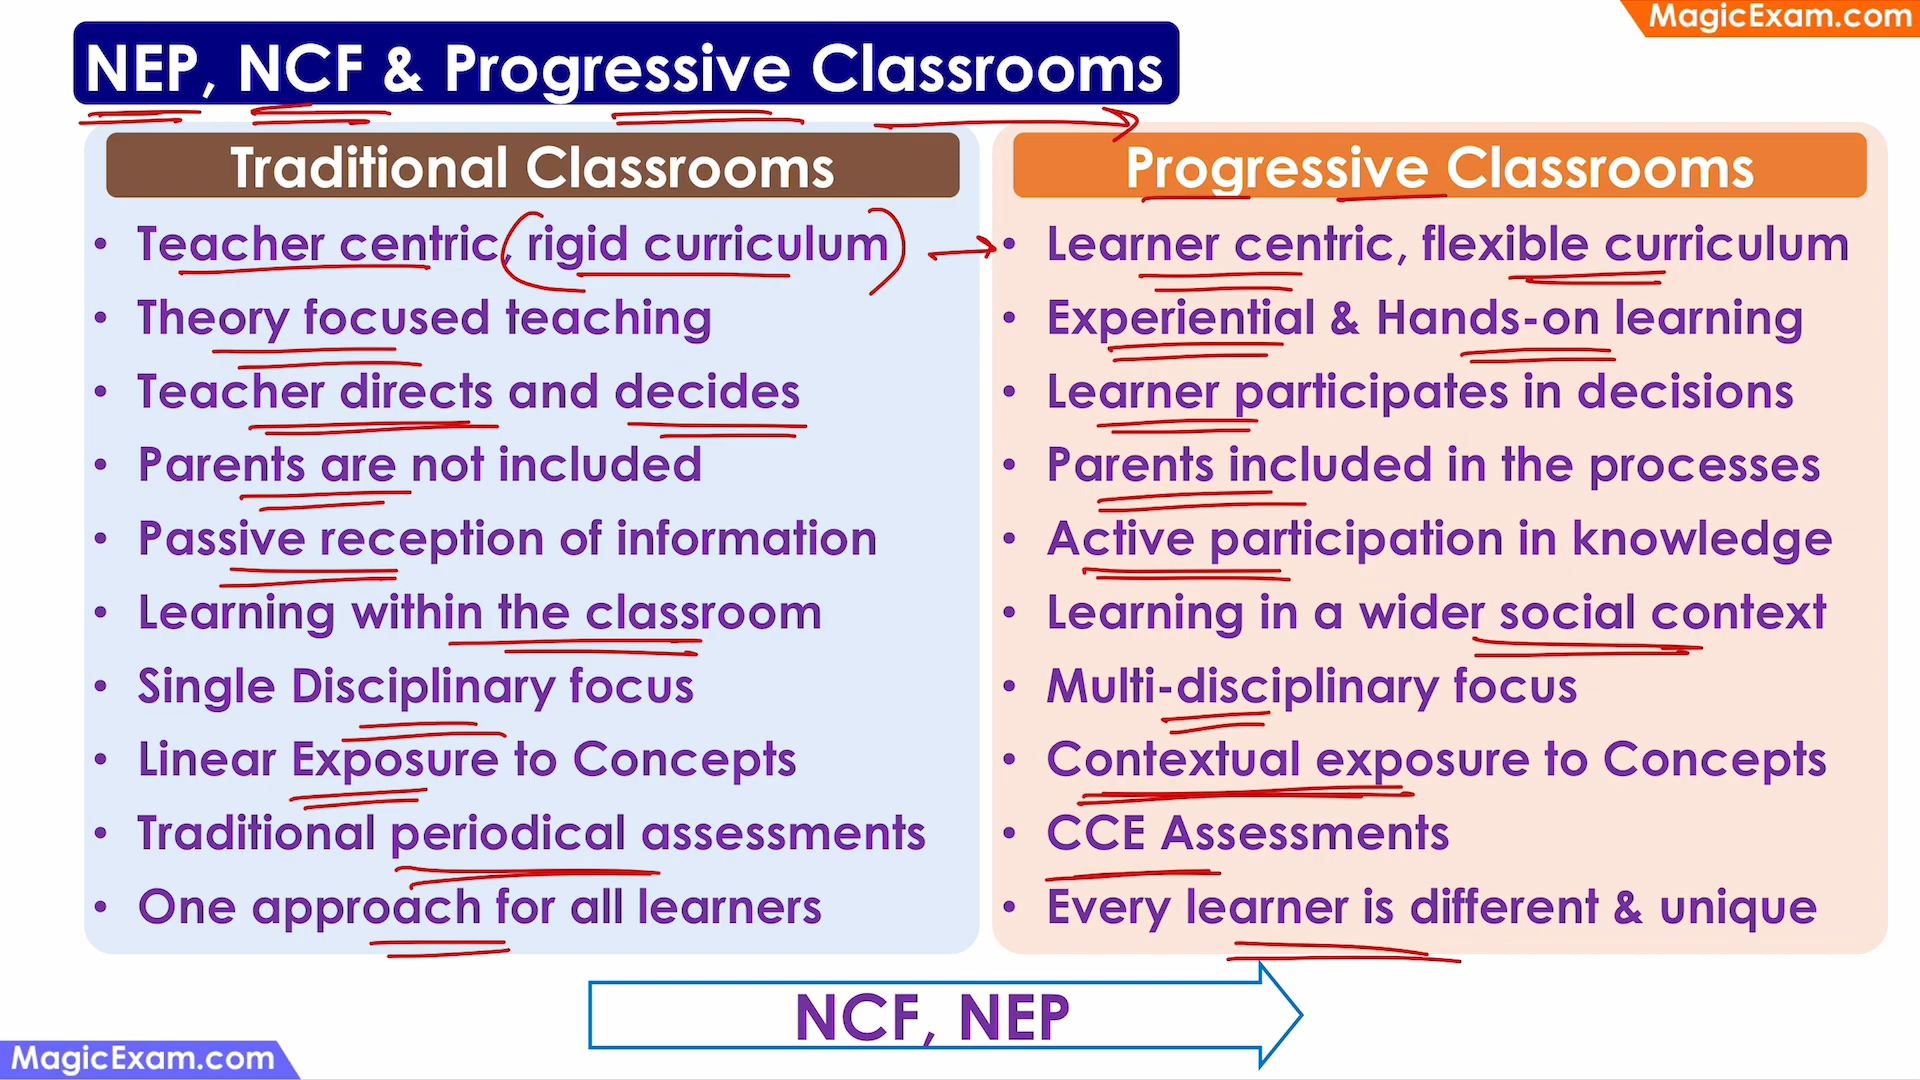 MagicExam.com
NEP, NCF & Progressive Classrooms
Traditional Classrooms
• Teacher centric, rigid curriculum
• Theory focused teaching
• Teacher directs and decides
• Parents are not included
• Passive reception of information
• Learning within the classroom
• Single Disciplinary focus
• Linear Exposure to Concepts
• Traditional periodical assessments
• One approach for all learners
Progressive Classrooms
• Learner centric, flexible curriculum
• Experiential & Hands-on learning
• Learner participates in decisions
• Parents included in the processes
• Active participation in knowledge
• Learning in a wider social context
• Multi-disciplinary focus
• Contextual exposure to Concepts
• CCE Assessments
• Every learner is different & unique
NCF, NEP
MagicExam.com